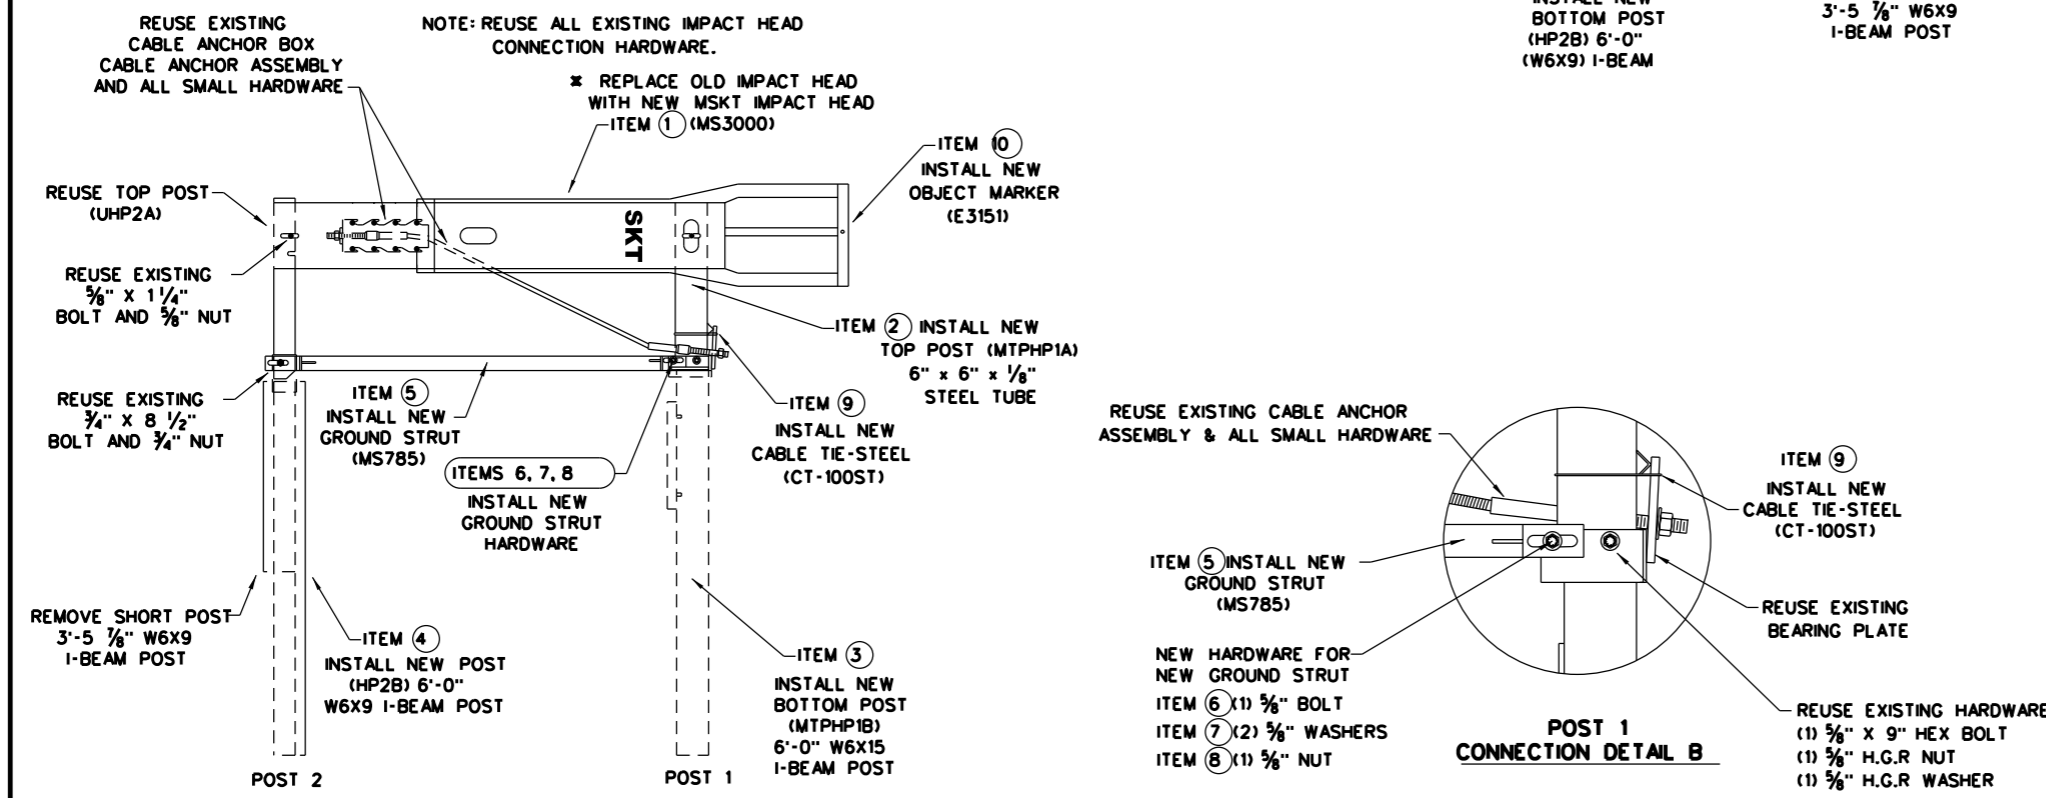 REUSE EXISTING
CABLE ANCHOR BOX
CABLE ANCHOR ASSEMBLY
AND ALL SMALL HARDWARE
NOTE: REUSE ALL EXISTING IMPACT HEAD
CONNECTION HARDWARE.
✱ REPLACE OLD IMPACT HEAD
WITH NEW MSKT IMPACT HEAD
ITEM 1 (MS3000)
BOTTOM POST
(HP2B) 6'-0"
(W6X9) I-BEAM
3'-5 7/8" W6X9
I-BEAM POST
ITEM 10
INSTALL NEW
OBJECT MARKER
(E3151)
REUSE TOP POST
(UHP2A)
SKT
REUSE EXISTING
5/8" X 1 1/4"
BOLT AND 5/8" NUT
ITEM 2 INSTALL NEW
TOP POST (MTPHP1A)
6" x 6" x 1/8"
STEEL TUBE
REUSE EXISTING
3/4" X 8 1/2"
BOLT AND 3/4" NUT
ITEM 5
INSTALL NEW
GROUND STRUT
(MS785)
ITEM 9
INSTALL NEW
CABLE TIE-STEEL
(CT-100ST)
ITEMS 6, 7, 8
INSTALL NEW
GROUND STRUT
HARDWARE
REMOVE SHORT POST
3'-5 7/8" W6X9
I-BEAM POST
ITEM 4
INSTALL NEW POST
(HP2B) 6'-0"
W6X9 I-BEAM POST
ITEM 3
INSTALL NEW
BOTTOM POST
(MTPHP1B)
6'-0" W6X15
I-BEAM POST
POST 2
POST 1
REUSE EXISTING CABLE ANCHOR
ASSEMBLY & ALL SMALL HARDWARE
ITEM 9
INSTALL NEW
CABLE TIE-STEEL
(CT-100ST)
ITEM 5 INSTALL NEW
GROUND STRUT
(MS785)
REUSE EXISTING
BEARING PLATE
NEW HARDWARE FOR
NEW GROUND STRUT
ITEM 6 (1) 5/8" BOLT
ITEM 7 (2) 5/8" WASHERS
ITEM 8 (1) 5/8" NUT
POST 1
CONNECTION DETAIL B
REUSE EXISTING HARDWARE
(1) 5/8" X 9" HEX BOLT
(1) 5/8" H.G.R NUT
(1) 5/8" H.G.R WASHER